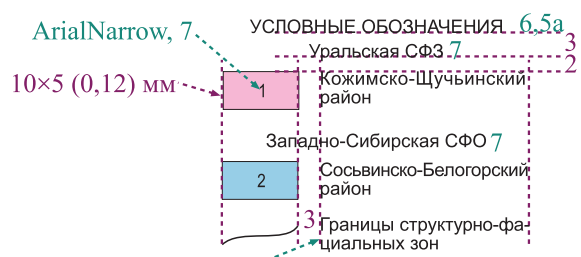 УСЛОВНЫЕ ОБОЗНАЧЕНИЯ 6,5а
ArialNarrow, 7
3
Уральская СФЗ 7
2
10×5 (0,12) мм
1
Кожимско-Щучьинский
район
Западно-Сибирская СФО 7
2
Сосьвинско-Белогорский
район
3
Границы структурно-фа-
циальных зон